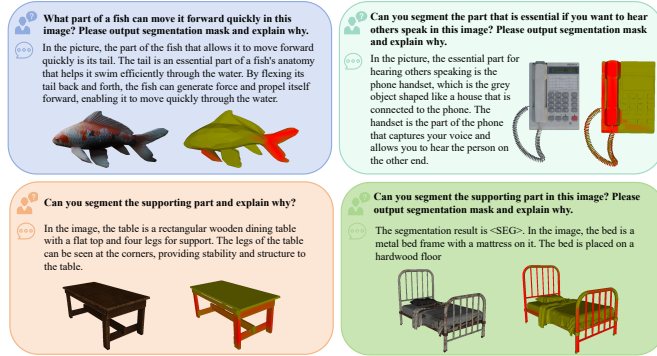 What part of a fish can move it forward quickly in this
image? Please output segmentation mask and explain why.
In the picture, the part of the fish that allows it to move forward
quickly is its tail. The tail is an essential part of a fish's anatomy
that helps it swim efficiently through the water. By flexing its
tail back and forth, the fish can generate force and propel itself
forward, enabling it to move quickly through the water.
Can you segment the part that is essential if you want to hear
others speak in this image? Please output segmentation mask
and explain why.
In the picture, the essential part for
hearing others speaking is the
phone handset, which is the grey
object shaped like a house that is
connected to the phone. The
handset is the part of the phone
that captures your voice and
allows you to hear the person on
the other end.
Can you segment the supporting part and explain why?
In the image, the table is a rectangular wooden dining table
with a flat top and four legs for support. The legs of the table
can be seen at the corners, providing stability and structure to
the table.
Can you segment the supporting part in this image? Please
output segmentation mask and explain why.
The segmentation result is <SEG>. In the image, the bed is a
metal bed frame with a mattress on it. The bed is placed on a
hardwood floor